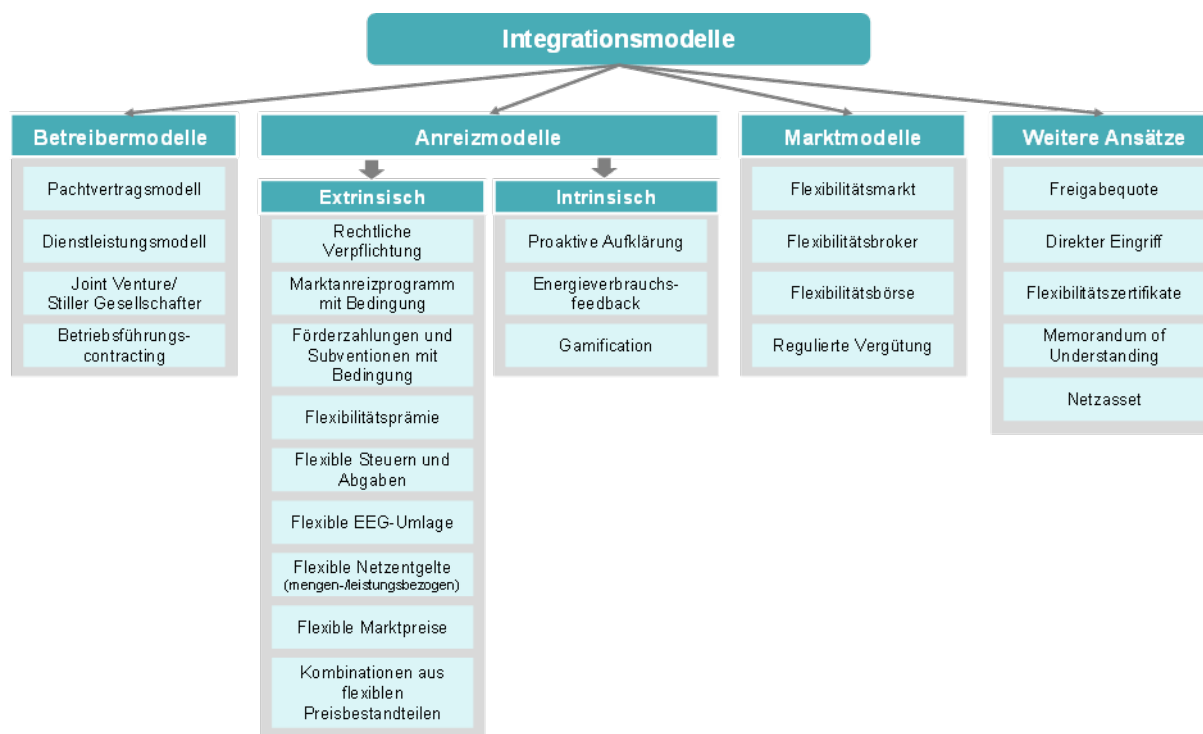 Integrationsmodelle
Betreibermodelle
Pachtvertragsmodell
Dienstleistungsmodell
Joint Venture/
Stiller Gesellschafter
Betriebsführungs-
contracting
Anreizmodelle
Extrinsisch
Rechtliche
Verpflichtung
Marktanreizprogramm
mit Bedingung
Förderzahlungen und
Subventionen mit
Bedingung
Flexibilitätsprämie
Flexible Steuern und
Abgaben
Flexible EEG-Umlage
Flexible Netzentgelte
(mengen-/leistungsbezogen)
Flexible Marktpreise
Kombinationen aus
flexiblen
Preisbestandteilen
Intrinsisch
Proaktive Aufklärung
Energieverbrauchs-
feedback
Gamification
Marktmodelle
Flexibilitätsmarkt
Flexibilitätsbroker
Flexibilitätsbörse
Regulierte Vergütung
Weitere Ansätze
Freigabequote
Direkter Eingriff
Flexibilitätszertifikate
Memorandum of
Understanding
Netzasset